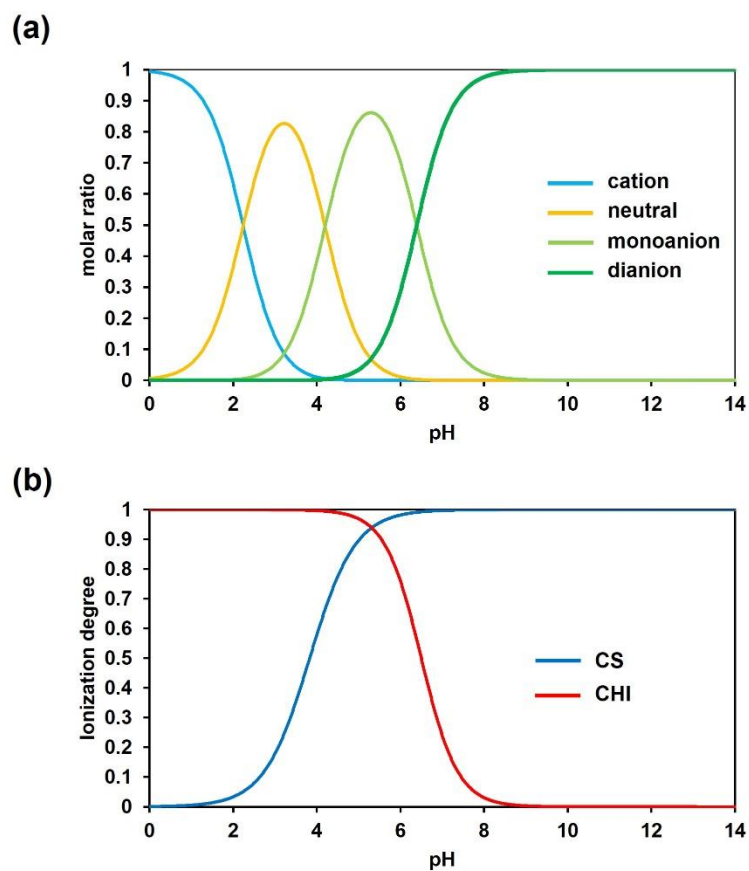 (a)
molar ratio
1
0.9
0.8
0.7
0.6
0.5
0.4
0.3
0.2
0.1
0
cation
neutral
monoanion
dianion
0 2 4 6 8 10 12 14
pH
(b)
Ionization degree
1
0.9
0.8
0.7
0.6
0.5
0.4
0.3
0.2
0.1
0
CS
CHI
0 2 4 6 8 10 12 14
pH